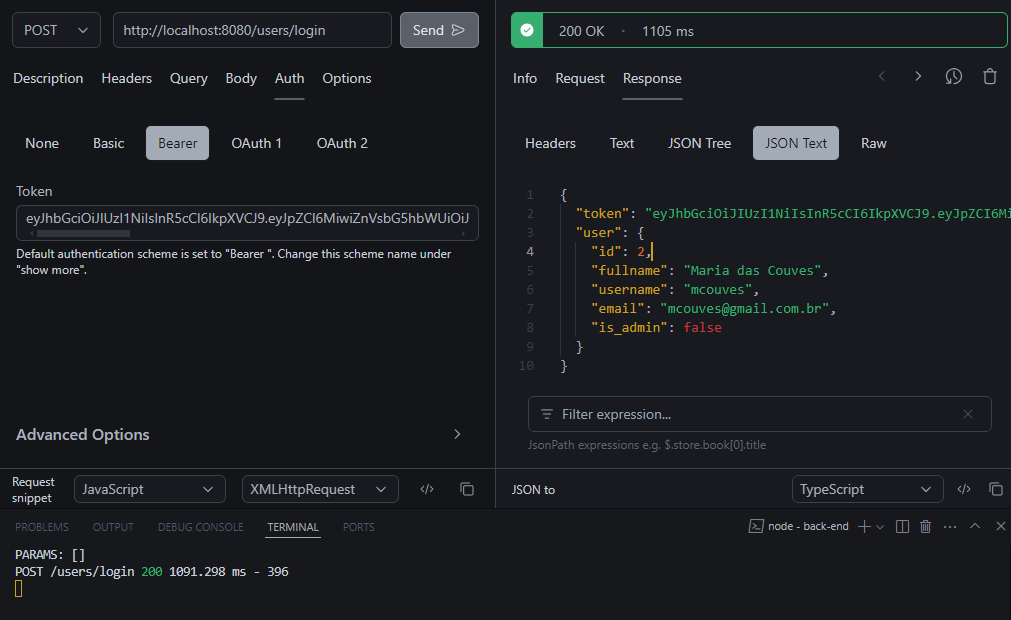 POST
http://localhost:8080/users/login
Send
Description Headers Query Body Auth Options
None Basic Bearer OAuth 1 OAuth 2
Token
eyJhbGciOiJIUzI1NiIsInR5cCI6IkpXVCJ9.eyJpZCI6MiwiZnVsbG5hbWUiOiJ
Default authentication scheme is set to "Bearer ". Change this scheme name under
"show more".
Advanced Options
Request
snippet
JavaScript
XMLHttpRequest
200 OK · 1105 ms
Info Request Response
Headers Text JSON Tree JSON Text Raw
1 {
2 "token": "eyJhbGciOiJIUzI1NiIsInR5cCI6IkpXVCJ9.eyJpZCI6Mi
3 "user": {
4 "id": 2,
5 "fullname": "Maria das Couves",
6 "username": "mcouves",
7 "email": "mcouves@gmail.com.br",
8 "is_admin": false
9 }
10 }
Filter expression...
JsonPath expressions e.g. $.store.book[0].title
JSON to
TypeScript
PROBLEMS OUTPUT DEBUG CONSOLE TERMINAL PORTS
node - back-end
PARAMS: []
POST /users/login 200 1091.298 ms - 396